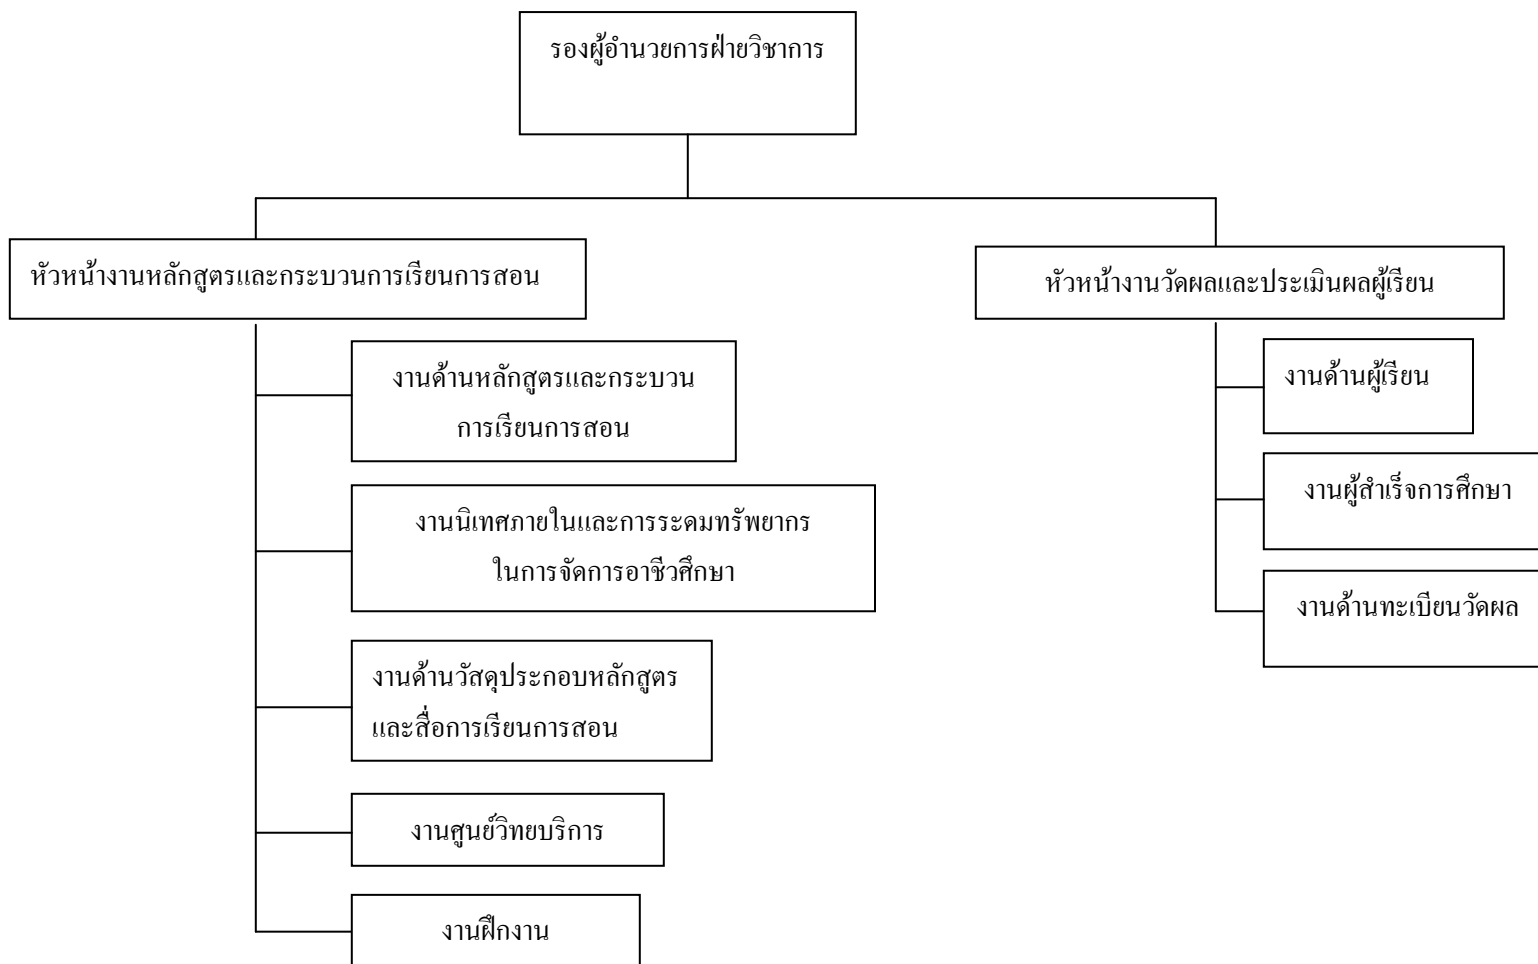 รองผู้อำนวยการฝ่ายวิชาการ
หัวหน้างานหลักสูตรและกระบวนการเรียนการสอน
งานด้านหลักสูตรและกระบวน
การเรียนการสอน
งานนิเทศภายในและการระดมทรัพยากร
ในการจัดการอาชีวศึกษา
งานด้านวัสดุประกอบหลักสูตร
และสื่อการเรียนการสอน
งานศูนย์วิทยบริการ
งานฝึกงาน
หัวหน้างานวัดผลและประเมินผลผู้เรียน
งานด้านผู้เรียน
งานผู้สำเร็จการศึกษา
งานด้านทะเบียนวัดผล